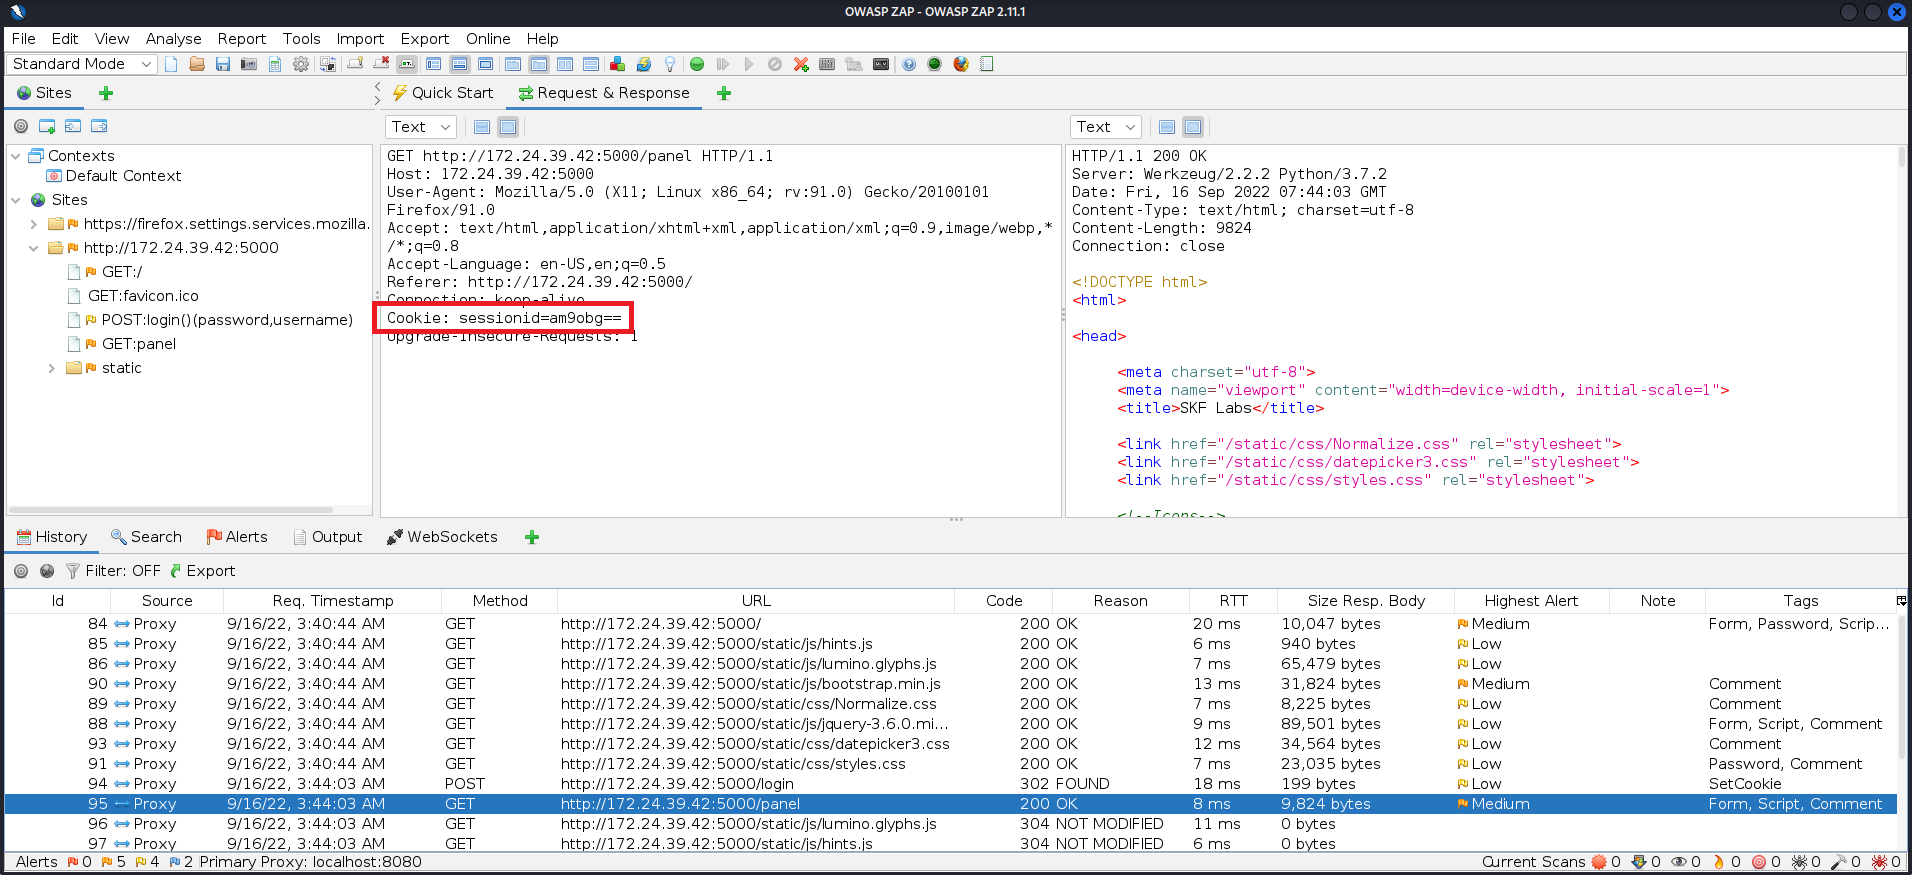 OWASP ZAP - OWASP ZAP 2.11.1
File Edit View Analyse Report Tools Import Export Online Help
Standard Mode
Sites
Quick Start Request & Response
Text
Text
Contexts
Default Context
Sites
https://firefox.settings.services.mozilla.
http://172.24.39.42:5000
GET:/
GET:favicon.ico
POST:login()(password,username)
GET:panel
static
GET http://172.24.39.42:5000/panel HTTP/1.1
Host: 172.24.39.42:5000
User-Agent: Mozilla/5.0 (X11; Linux x86_64; rv:91.0) Gecko/20100101
Firefox/91.0
Accept: text/html,application/xhtml+xml,application/xml;q=0.9,image/webp,*
/*;q=0.8
Accept-Language: en-US,en;q=0.5
Referer: http://172.24.39.42:5000/
Connection: keep-alive
Cookie: sessionid=am9obg==
Upgrade-Insecure-Requests: 1
HTTP/1.1 200 OK
Server: Werkzeug/2.2.2 Python/3.7.2
Date: Fri, 16 Sep 2022 07:44:03 GMT
Content-Type: text/html; charset=utf-8
Content-Length: 9824
Connection: close
<!DOCTYPE html>
<html>
<head>
<meta charset="utf-8">
<meta name="viewport" content="width=device-width, initial-scale=1">
<title>SKF Labs</title>
<link href="/static/css/Normalize.css" rel="stylesheet">
<link href="/static/css/datepicker3.css" rel="stylesheet">
<link href="/static/css/styles.css" rel="stylesheet">
<!--Icons-->
History Search Alerts Output WebSockets
Filter: OFF Export
Id Source Req. Timestamp Method URL Code Reason RTT Size Resp. Body Highest Alert Note Tags
84 Proxy 9/16/22, 3:40:44 AM GET http://172.24.39.42:5000/ 200 OK 20 ms 10,047 bytes Medium Form, Password, Scrip...
85 Proxy 9/16/22, 3:40:44 AM GET http://172.24.39.42:5000/static/js/hints.js 200 OK 6 ms 940 bytes Low
86 Proxy 9/16/22, 3:40:44 AM GET http://172.24.39.42:5000/static/js/lumino.glyphs.js 200 OK 7 ms 65,479 bytes Low
90 Proxy 9/16/22, 3:40:44 AM GET http://172.24.39.42:5000/static/js/bootstrap.min.js 200 OK 13 ms 31,824 bytes Medium Comment
89 Proxy 9/16/22, 3:40:44 AM GET http://172.24.39.42:5000/static/css/Normalize.css 200 OK 7 ms 8,225 bytes Low Comment
88 Proxy 9/16/22, 3:40:44 AM GET http://172.24.39.42:5000/static/js/jquery-3.6.0.mi... 200 OK 9 ms 89,501 bytes Low Form, Script, Comment
93 Proxy 9/16/22, 3:40:44 AM GET http://172.24.39.42:5000/static/css/datepicker3.css 200 OK 12 ms 34,564 bytes Low Comment
91 Proxy 9/16/22, 3:40:44 AM GET http://172.24.39.42:5000/static/css/styles.css 200 OK 7 ms 23,035 bytes Low Password, Comment
94 Proxy 9/16/22, 3:44:03 AM POST http://172.24.39.42:5000/login 302 FOUND 18 ms 199 bytes Low SetCookie
95 Proxy 9/16/22, 3:44:03 AM GET http://172.24.39.42:5000/panel 200 OK 8 ms 9,824 bytes Medium Form, Script, Comment
96 Proxy 9/16/22, 3:44:03 AM GET http://172.24.39.42:5000/static/js/lumino.glyphs.js 304 NOT MODIFIED 11 ms 0 bytes
97 Proxy 9/16/22, 3:44:03 AM GET http://172.24.39.42:5000/static/js/hints.js 304 NOT MODIFIED 6 ms 0 bytes
Alerts 0 5 4 2 Primary Proxy: localhost:8080 Current Scans 0 0 0 0 0 0 0 0